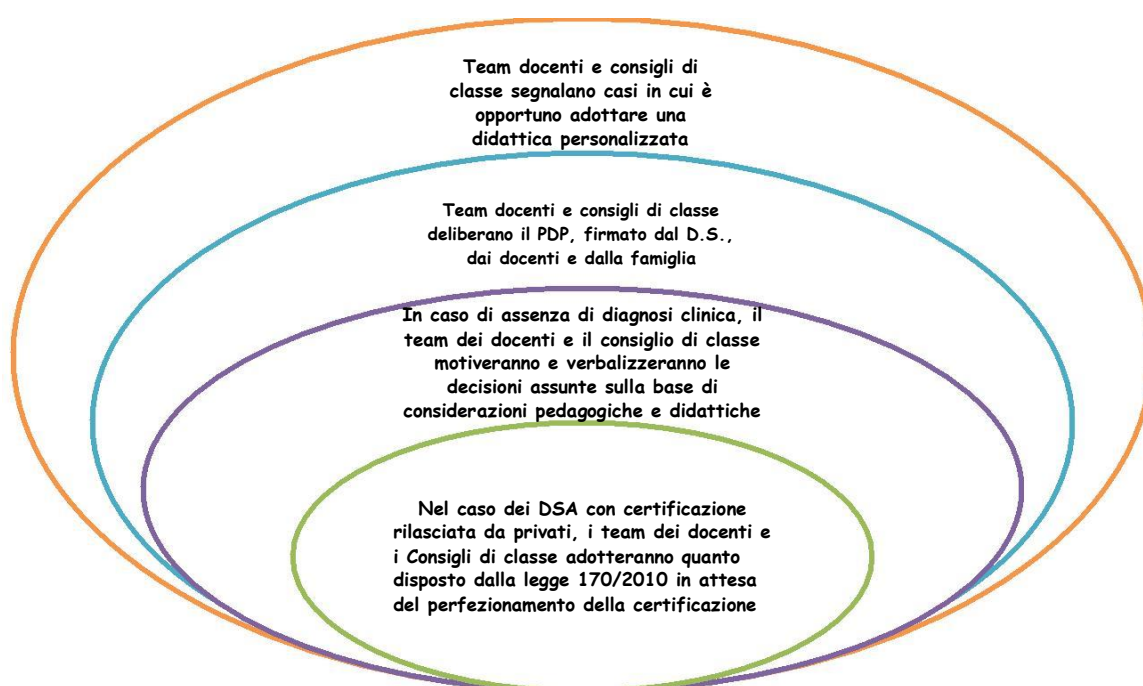 Team docenti e consigli di
classe segnalano casi in cui è
opportuno adottare una
didattica personalizzata
Team docenti e consigli di classe
deliberano il PDP, firmato dal D.S.,
dai docenti e dalla famiglia
In caso di assenza di diagnosi clinica, il
team dei docenti e il consiglio di classe
motiveranno e verbalizzeranno le
decisioni assunte sulla base di
considerazioni pedagogiche e didattiche
Nel caso dei DSA con certificazione
rilasciata da privati, i team dei docenti e
i Consigli di classe adotteranno quanto
disposto dalla legge 170/2010 in attesa
del perfezionamento della certificazione